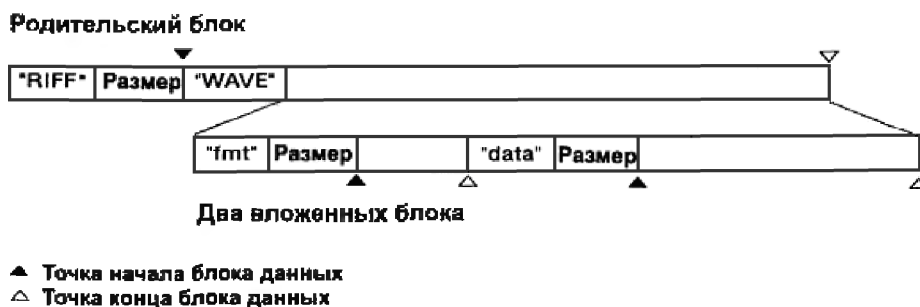 Родительский блок
"RIFF" Размер "WAVE"
"fmt" Размер "data" Размер
Два вложенных блока
Точка начала блока данных
Точка конца блока данных